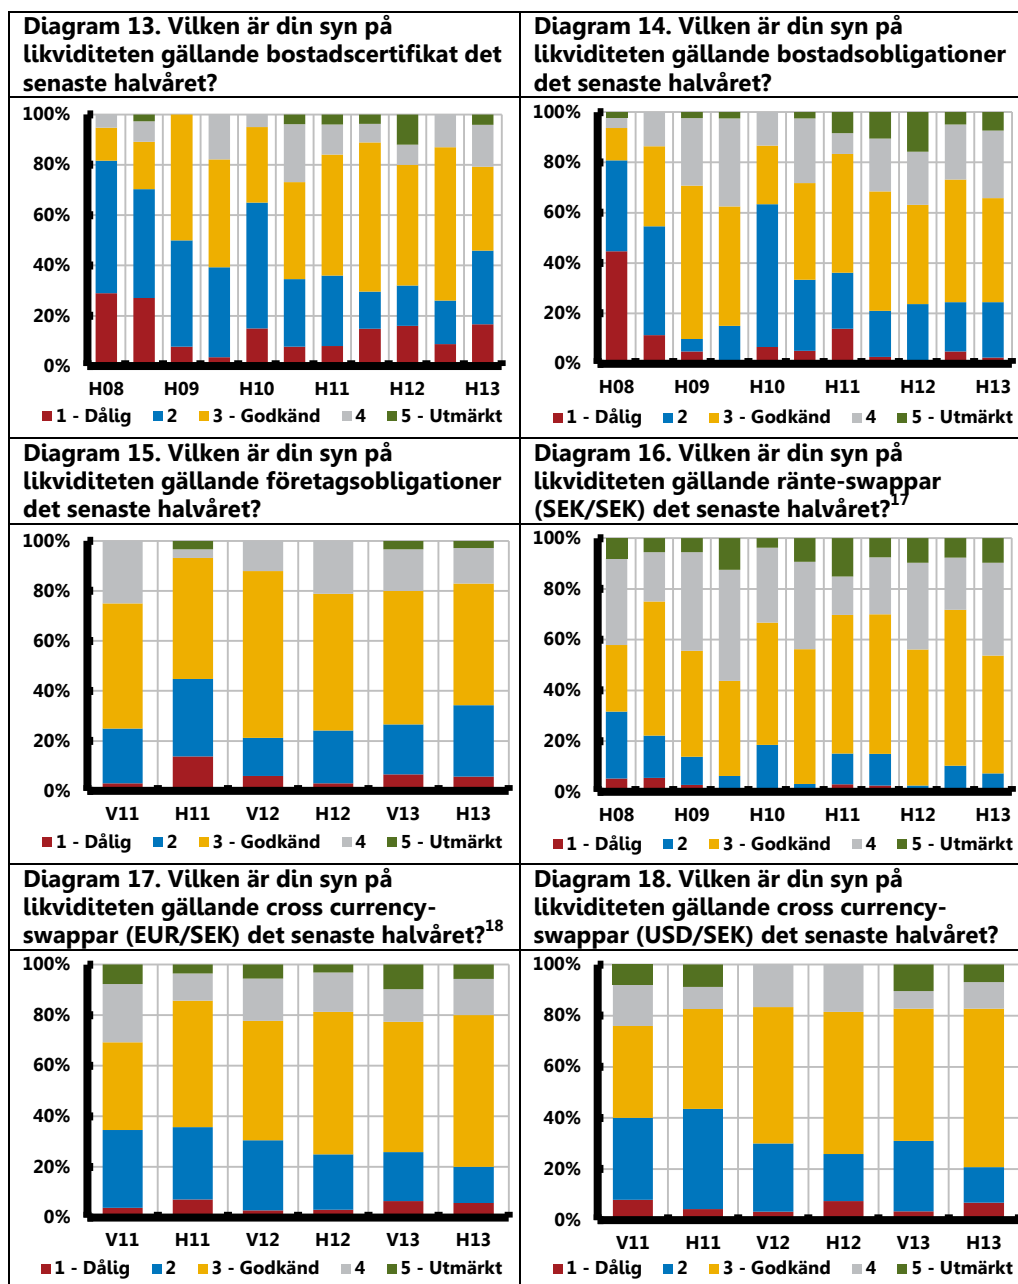 Diagram 13. Vilken är din syn på
likviditeten gällande bostadscertifikat det
senaste halvåret?
100%
80%
60%
40%
20%
0%
H08 H09 H10 H11 H12 H13
1 - Dålig 2 3 - Godkänd 4 5 - Utmärkt
Diagram 14. Vilken är din syn på
likviditeten gällande bostadsobligationer
det senaste halvåret?
100%
80%
60%
40%
20%
0%
H08 H09 H10 H11 H12 H13
1 - Dålig 2 3 - Godkänd 4 5 - Utmärkt
Diagram 15. Vilken är din syn på
likviditeten gällande företagsobligationer
det senaste halvåret?
100%
80%
60%
40%
20%
0%
V11 H11 V12 H12 V13 H13
1 - Dålig 2 3 - Godkänd 4 5 - Utmärkt
Diagram 16. Vilken är din syn på
likviditeten gällande ränte-swappar
(SEK/SEK) det senaste halvåret?17
100%
80%
60%
40%
20%
0%
H08 H09 H10 H11 H12 H13
1 - Dålig 2 3 - Godkänd 4 5 - Utmärkt
Diagram 17. Vilken är din syn på
likviditeten gällande cross currency-
swappar (EUR/SEK) det senaste halvåret?18
100%
80%
60%
40%
20%
0%
V11 H11 V12 H12 V13 H13
1 - Dålig 2 3 - Godkänd 4 5 - Utmärkt
Diagram 18. Vilken är din syn på
likviditeten gällande cross currency-
swappar (USD/SEK) det senaste halvåret?
100%
80%
60%
40%
20%
0%
V11 H11 V12 H12 V13 H13
1 - Dålig 2 3 - Godkänd 4 5 - Utmärkt